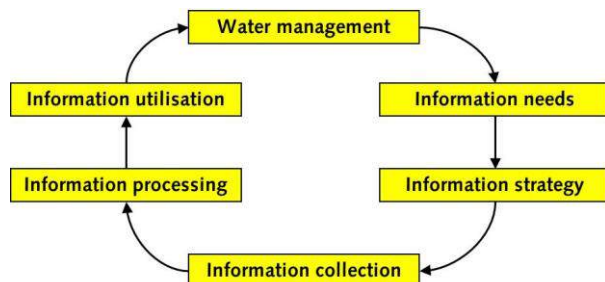 Water management
Information utilisation
Information needs
Information processing
Information strategy
Information collection